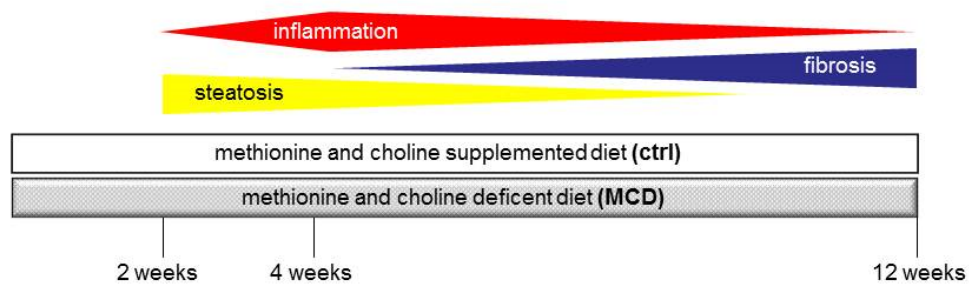 inflammation
fibrosis
steatosis
methionine and choline supplemented diet (ctrl)
methionine and choline deficent diet (MCD)
2 weeks 4 weeks 12 weeks